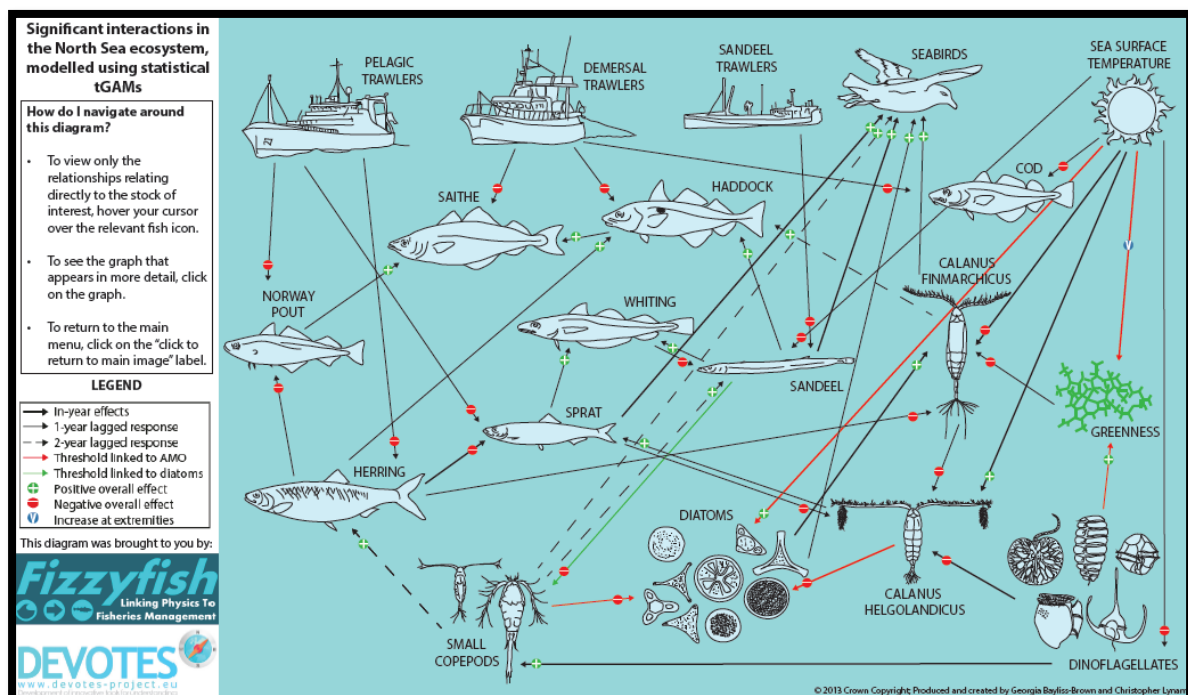 Significant interactions in
the North Sea ecosystem,
modelled using statistical
tGAMs
How do I navigate around
this diagram?
• To view only the
relationships relating
directly to the stock of
interest, hover your cursor
over the relevant fish icon.
• To see the graph that
appears in more detail, click
on the graph.
• To return to the main
menu, click on the “click to
return to main image” label.
LEGEND
In-year effects
1-year lagged response
2-year lagged response
Threshold linked to AMO
Threshold linked to diatoms
Positive overall effect
Negative overall effect
Increase at extremities
This diagram was brought to you by:
Fizzyfish
Linking Physics To
Fisheries Management
DEVOTES
www.devotes-project.eu
PELAGIC
TRAWLERS
DEMERSAL
TRAWLERS
SANDEEL
TRAWLERS
SEABIRDS
SEA SURFACE
TEMPERATURE
SAITHE
HADDOCK
COD
NORWAY
POUT
WHITING
CALANUS
FINMARCHICUS
SANDEEL
SPRAT
GREENNESS
HERRING
DIATOMS
CALANUS
HELGOLANDICUS
SMALL
COPEPODS
DINOFLAGELLATES
© 2013 Crown Copyright; Produced and created by Georgia Bayliss-Brown and Christopher Lynam